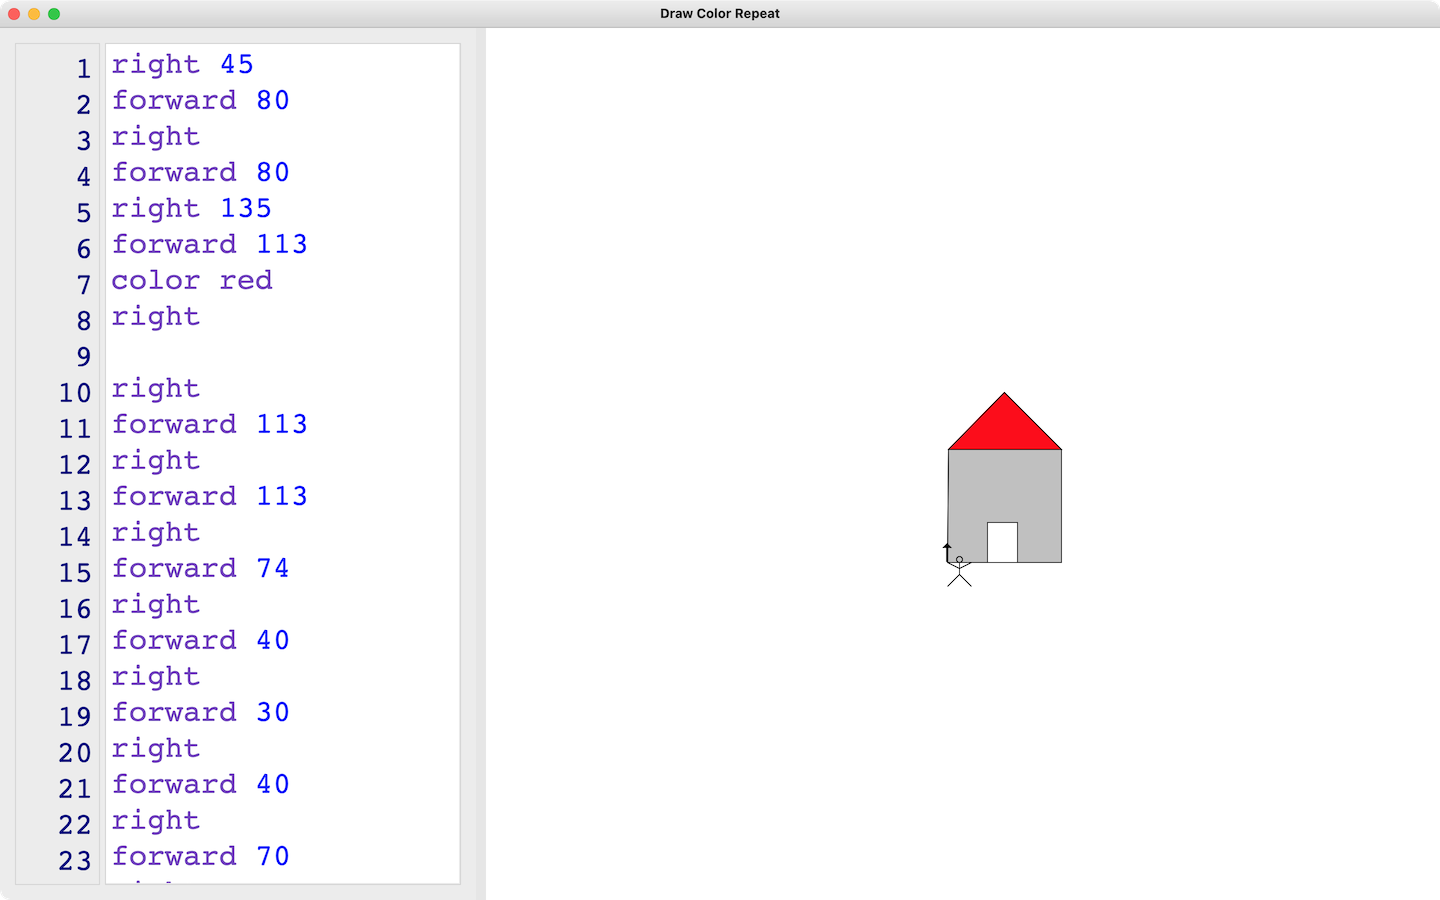 Draw Color Repeat
1 right 45
2 forward 80
3 right
4 forward 80
5 right 135
6 forward 113
7 color red
8 right
9
10 right
11 forward 113
12 right
13 forward 113
14 right
15 forward 74
16 right
17 forward 40
18 right
19 forward 30
20 right
21 forward 40
22 right
23 forward 70